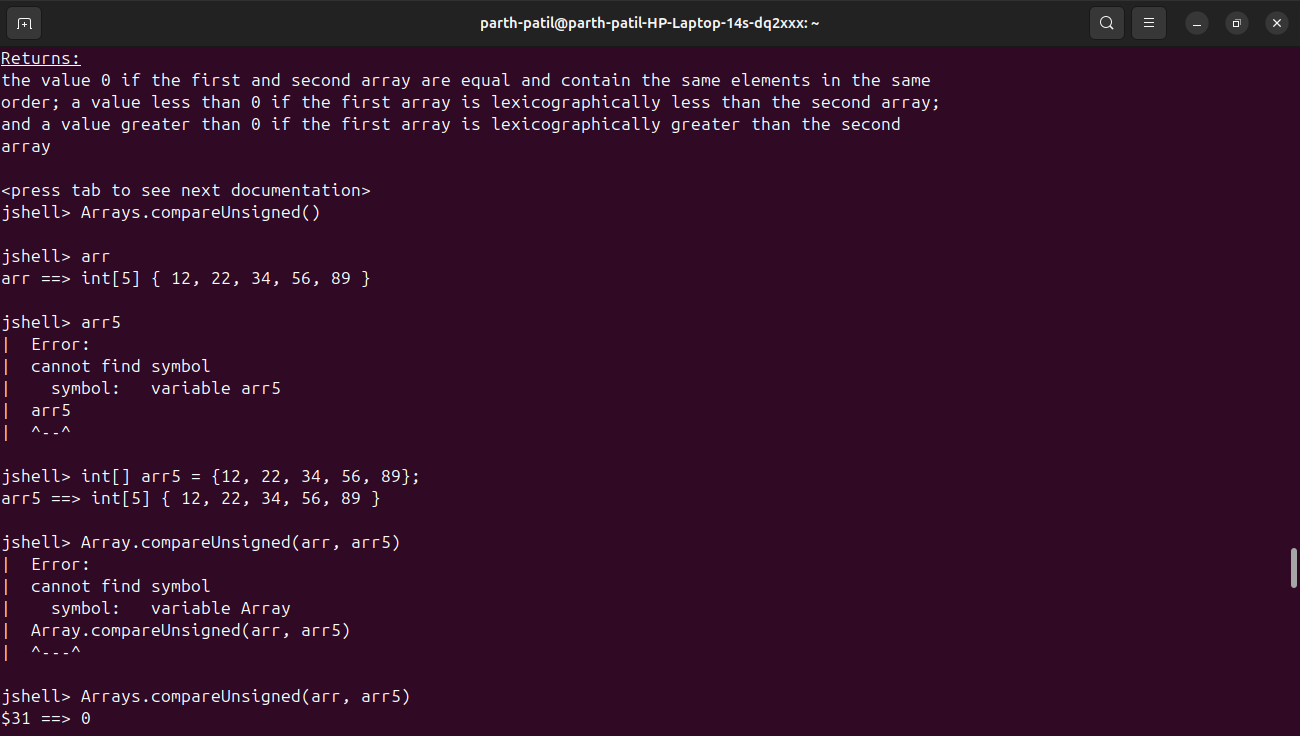 parth-patil@parth-patil-HP-Laptop-14s-dq2xxx: ~
Returns:
the value 0 if the first and second array are equal and contain the same elements in the same
order; a value less than 0 if the first array is lexicographically less than the second array;
and a value greater than 0 if the first array is lexicographically greater than the second
array

<press tab to see next documentation>
jshell> Arrays.compareUnsigned()

jshell> arr
arr ==> int[5] { 12, 22, 34, 56, 89 }

jshell> arr5
|  Error:
|  cannot find symbol
|    symbol:   variable arr5
|  arr5
|  ^--^

jshell> int[] arr5 = {12, 22, 34, 56, 89};
arr5 ==> int[5] { 12, 22, 34, 56, 89 }

jshell> Array.compareUnsigned(arr, arr5)
|  Error:
|  cannot find symbol
|    symbol:   variable Array
|  Array.compareUnsigned(arr, arr5)
|  ^---^

jshell> Arrays.compareUnsigned(arr, arr5)
$31 ==> 0